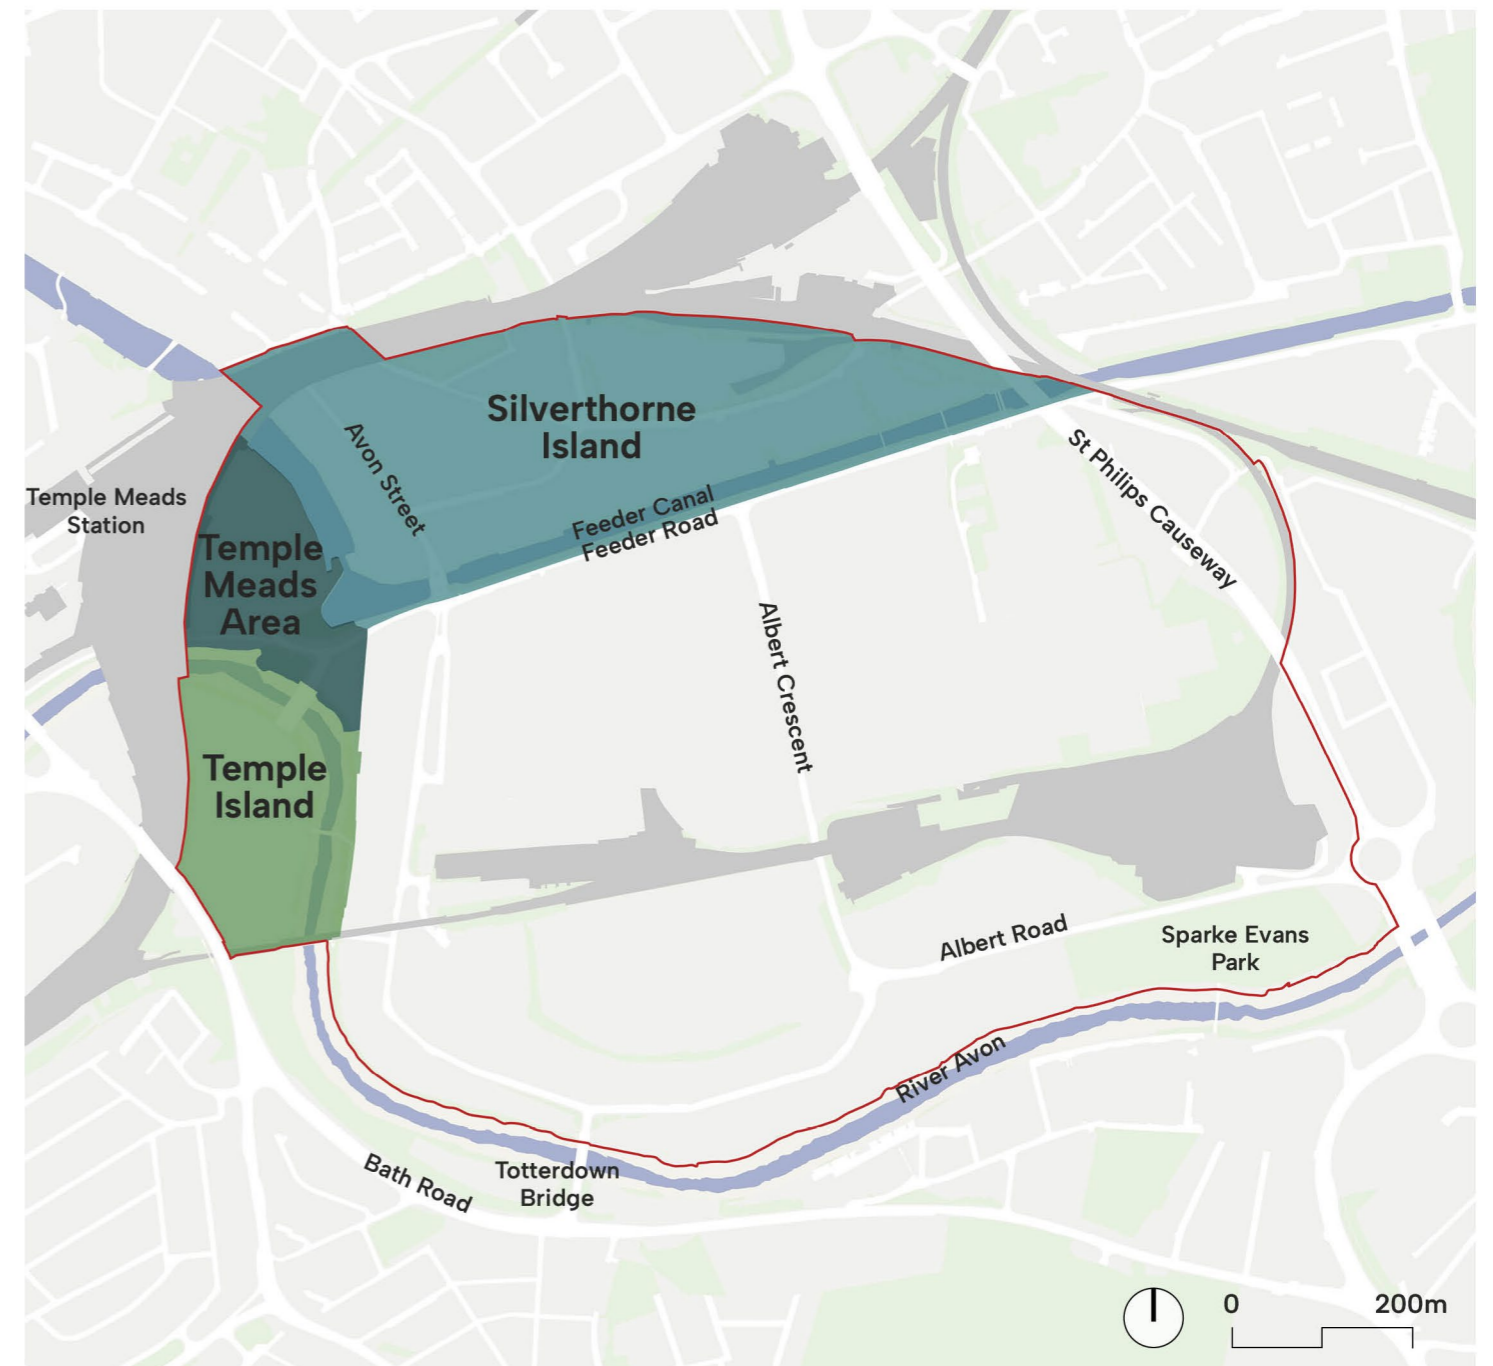 Silverthorne
Island
Avon Street
St Philips Causeway
Temple Meads
Station
Feeder Canal
Feeder Road
Temple
Meads
Area
Albert Crescent
Temple
Island
Albert Road
Sparke Evans
Park
River Avon
Bath Road
Totterdown
Bridge
0 200m